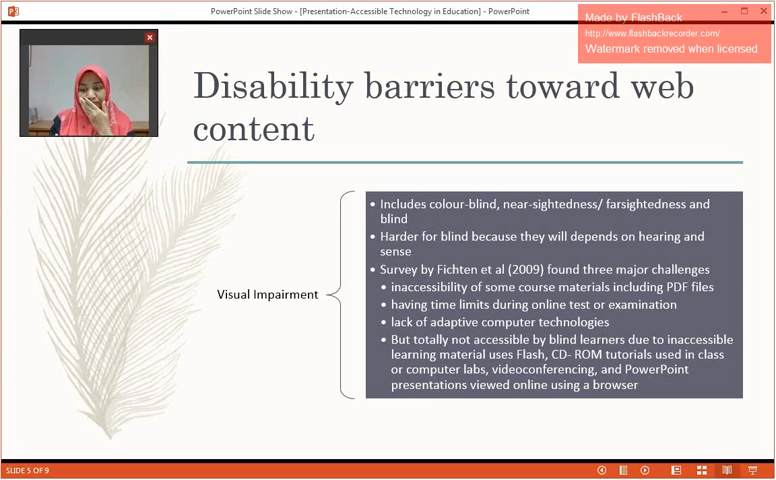 PowerPoint Slide Show - [Presentation-Accessible Technology in Education] - PowerPoint
Made by FlashBack
http://www.flashbackrecorder.com/
Watermark removed when licensed
Disability barriers toward web
content
Visual Impairment
• Includes colour-blind, near-sightedness/ farsightedness and
blind
• Harder for blind because they will depends on hearing and
sense
• Survey by Fichten et al (2009) found three major challenges
• inaccessibility of some course materials including PDF files
• having time limits during online test or examination
• lack of adaptive computer technologies
• But totally not accessible by blind learners due to inaccessible
learning material uses Flash, CD- ROM tutorials used in class
or computer labs, videoconferencing, and PowerPoint
presentations viewed online using a browser
SLIDE 5 OF 9